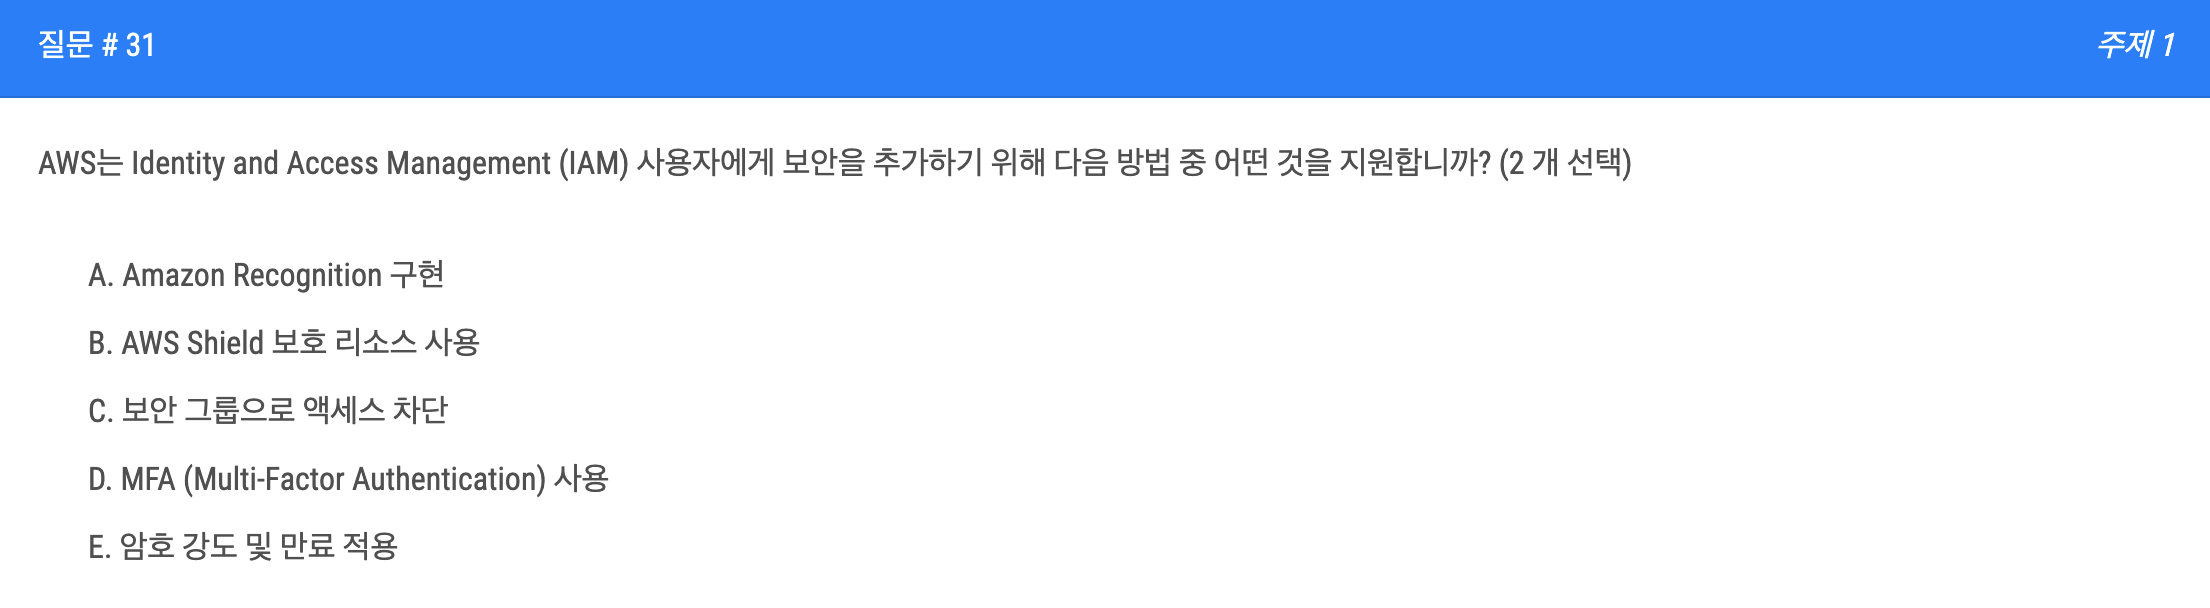 질문 # 31
주제 1
AWS는 Identity and Access Management (IAM) 사용자에게 보안을 추가하기 위해 다음 방법 중 어떤 것을 지원합니까? (2 개 선택)
A. Amazon Recognition 구현
B. AWS Shield 보호 리소스 사용
C. 보안 그룹으로 액세스 차단
D. MFA (Multi-Factor Authentication) 사용
E. 암호 강도 및 만료 적용